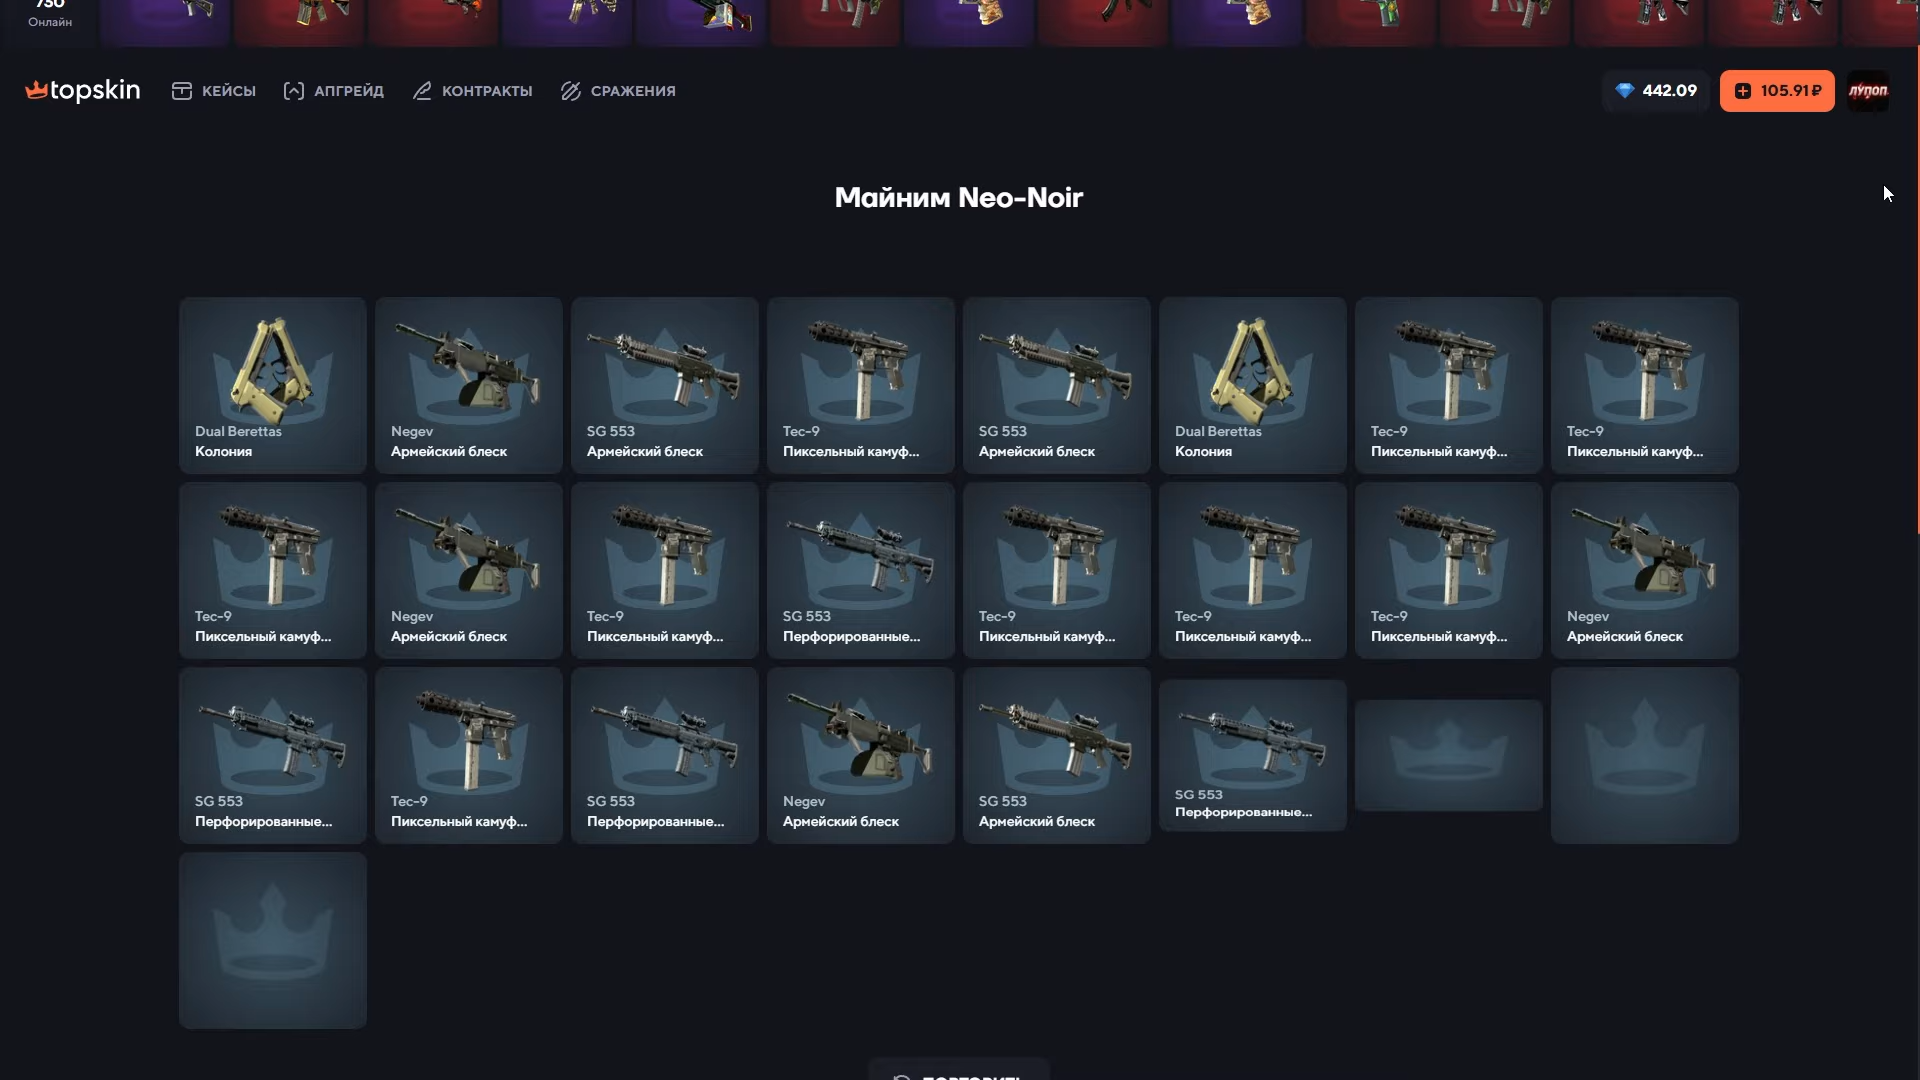 730
Онлайн
topskin
КЕЙСЫ
АПГРЕЙД
КОНТРАКТЫ
СРАЖЕНИЯ
442.09
105.91 ₽
лупоп
Майним Neo-Noir
Dual Berettas
Колония
Negev
Армейский блеск
SG 553
Армейский блеск
Tec-9
Пиксельный камуф...
SG 553
Армейский блеск
Dual Berettas
Колония
Tec-9
Пиксельный камуф...
Tec-9
Пиксельный камуф...
Tec-9
Пиксельный камуф...
Negev
Армейский блеск
Tec-9
Пиксельный камуф...
SG 553
Перфорированные...
Tec-9
Пиксельный камуф...
Tec-9
Пиксельный камуф...
Tec-9
Пиксельный камуф...
Negev
Армейский блеск
SG 553
Перфорированные...
Tec-9
Пиксельный камуф...
SG 553
Перфорированные...
Negev
Армейский блеск
SG 553
Армейский блеск
SG 553
Перфорированные...
ПОВТОРИТЬ